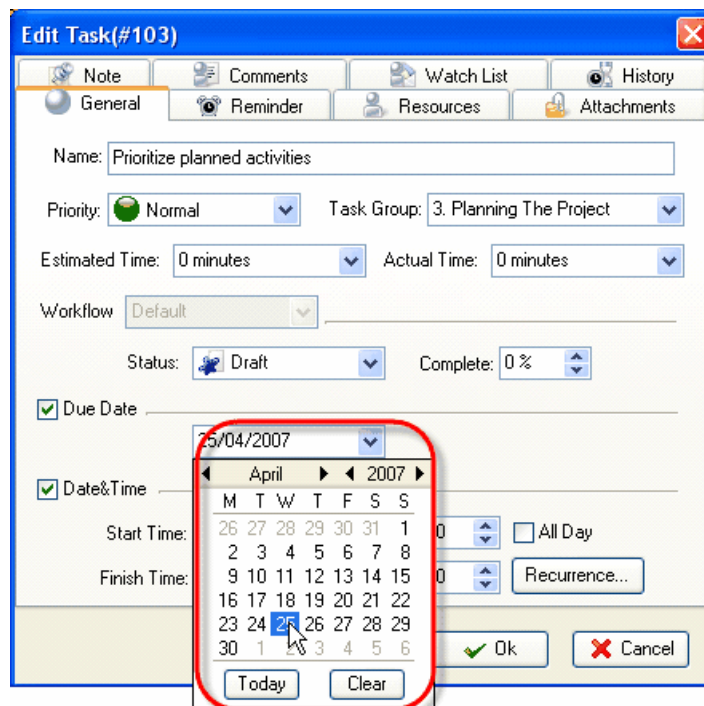 Edit Task(#103)
Note Comments Watch List History
General Reminder Resources Attachments
Name: Prioritize planned activities
Priority: Normal Task Group: 3. Planning The Project
Estimated Time: 0 minutes Actual Time: 0 minutes
Workflow Default
Status: Draft Complete: 0 %
Due Date
25/04/2007
April 2007
Date&Time
M T W T F S S
26 27 28 29 30 31 1
Start Time: 0 All Day
2 3 4 5 6 7 8
Finish Time: 9 10 11 12 13 14 15 0 Recurrence...
16 17 18 19 20 21 22
23 24 25 26 27 28 29
30 1 2 3 4 5 6
Ok Cancel
Today Clear